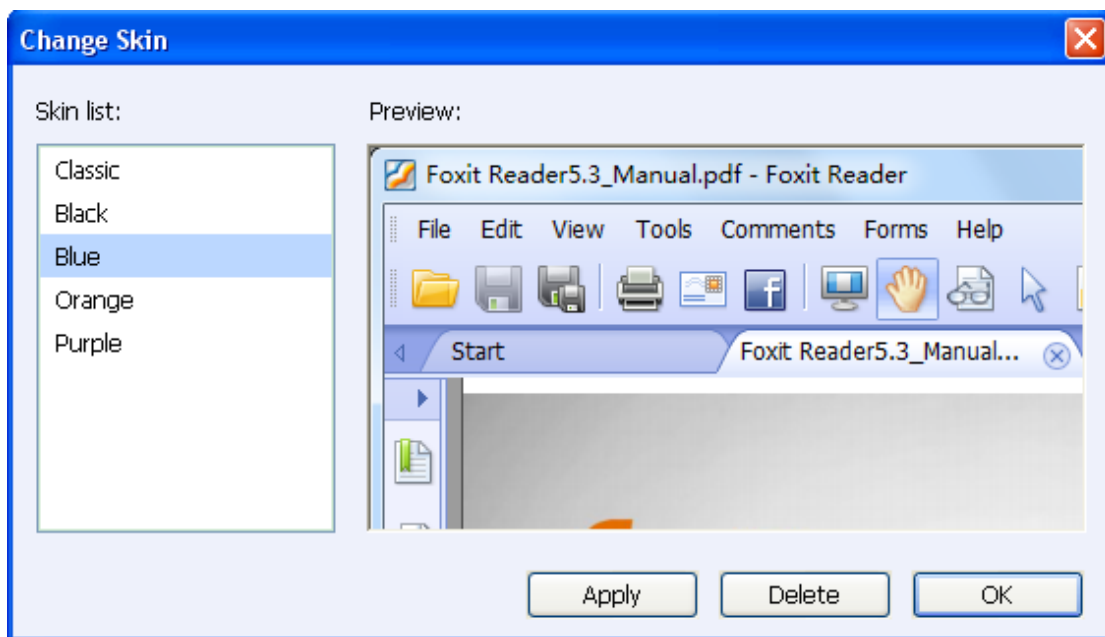 Change Skin
Skin list:
Preview:
Classic
Black
Blue
Orange
Purple
Foxit Reader5.3_Manual.pdf - Foxit Reader
File Edit View Tools Comments Forms Help
Start
Foxit Reader5.3_Manual...
Apply
Delete
OK